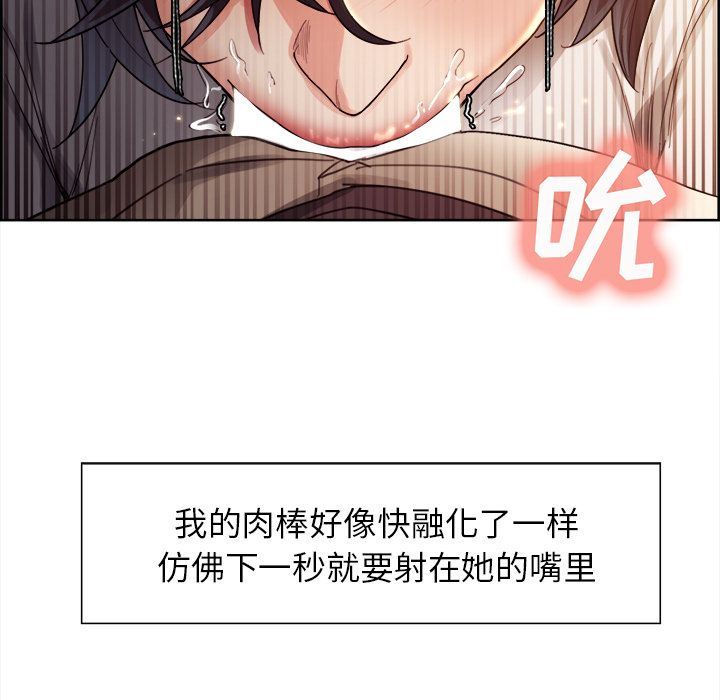 吮
我的肉棒好像快融化了一样
仿佛下一秒就要射在她的嘴里